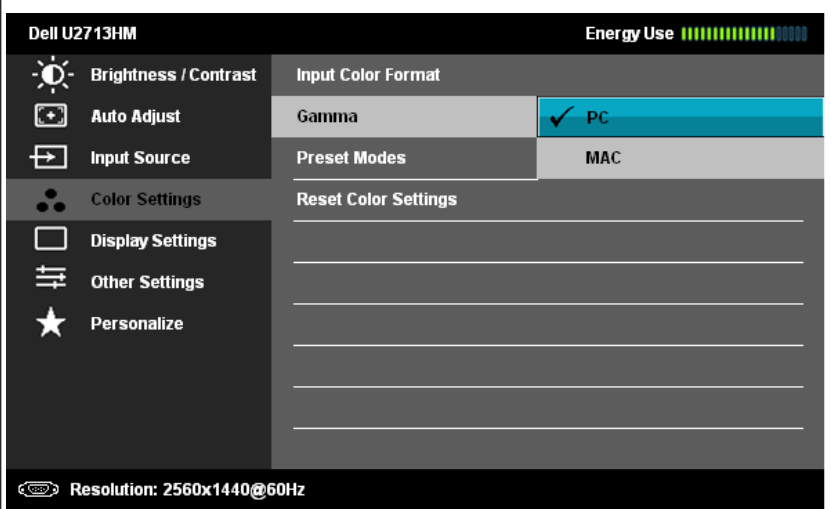 Dell U2713HM Energy Use
Brightness / Contrast Input Color Format
Auto Adjust Gamma PC
Input Source Preset Modes MAC
Color Settings Reset Color Settings
Display Settings
Other Settings
Personalize
Resolution: 2560x1440@60Hz